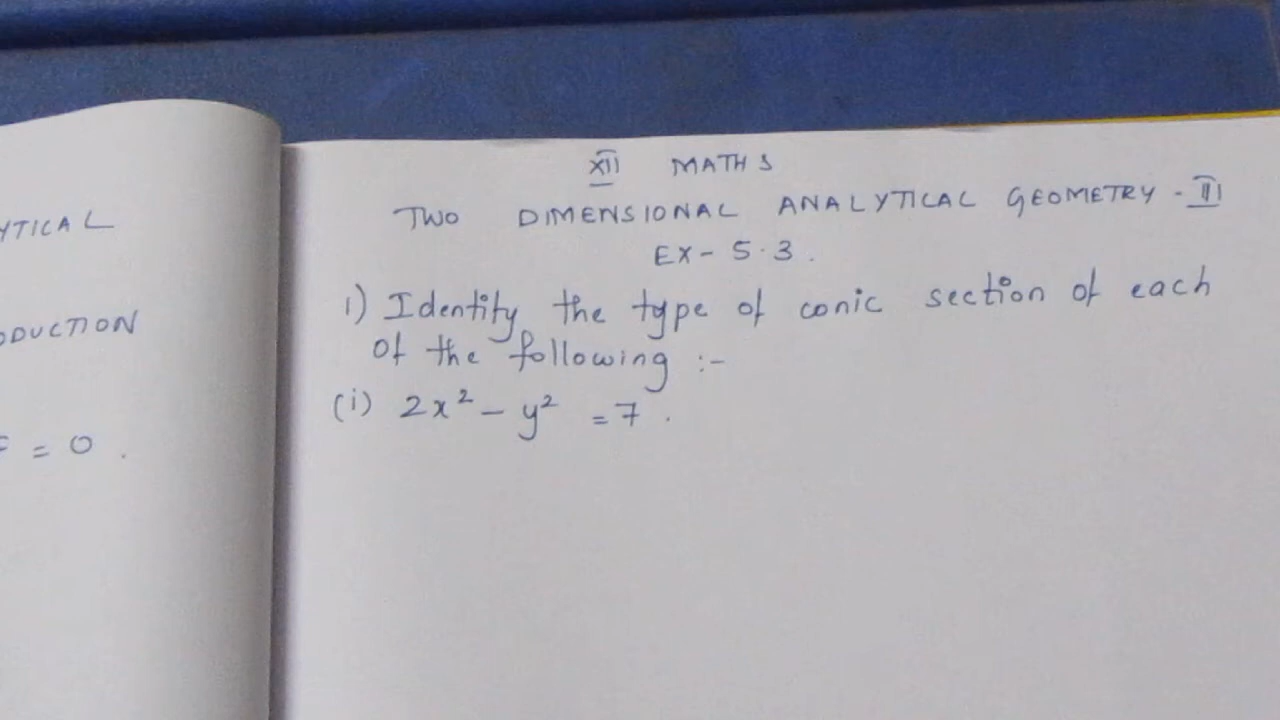 YTICAL
ODUCTION
= 0 .
XII MATHS
TWO DIMENSIONAL ANALYTICAL GEOMETRY - II
EX - 5.3.
1) Identify the type of conic section of each
of the following :-
(i) 2x² - y² = 7 .